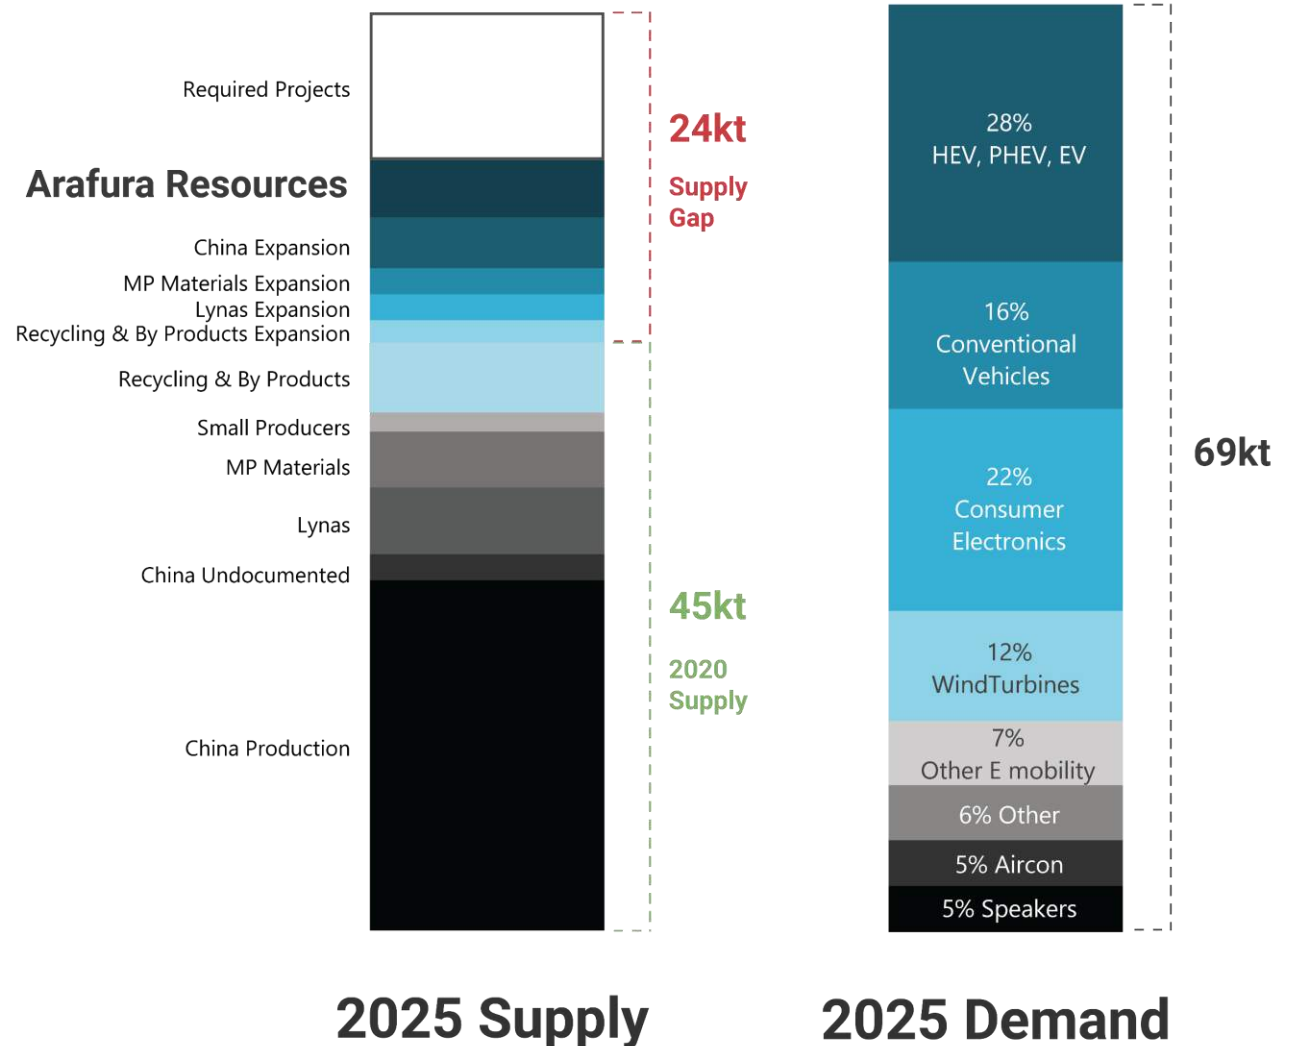 Required Projects
Arafura Resources
China Expansion
MP Materials Expansion
Lynas Expansion
Recycling & By Products Expansion
Recycling & By Products
Small Producers
MP Materials
Lynas
China Undocumented
China Production
24kt
Supply
Gap
45kt
2020
Supply
2025 Supply
28%
HEV, PHEV, EV
16%
Conventional
Vehicles
22%
Consumer
Electronics
12%
WindTurbines
7%
Other E mobility
6% Other
5% Aircon
5% Speakers
69kt
2025 Demand